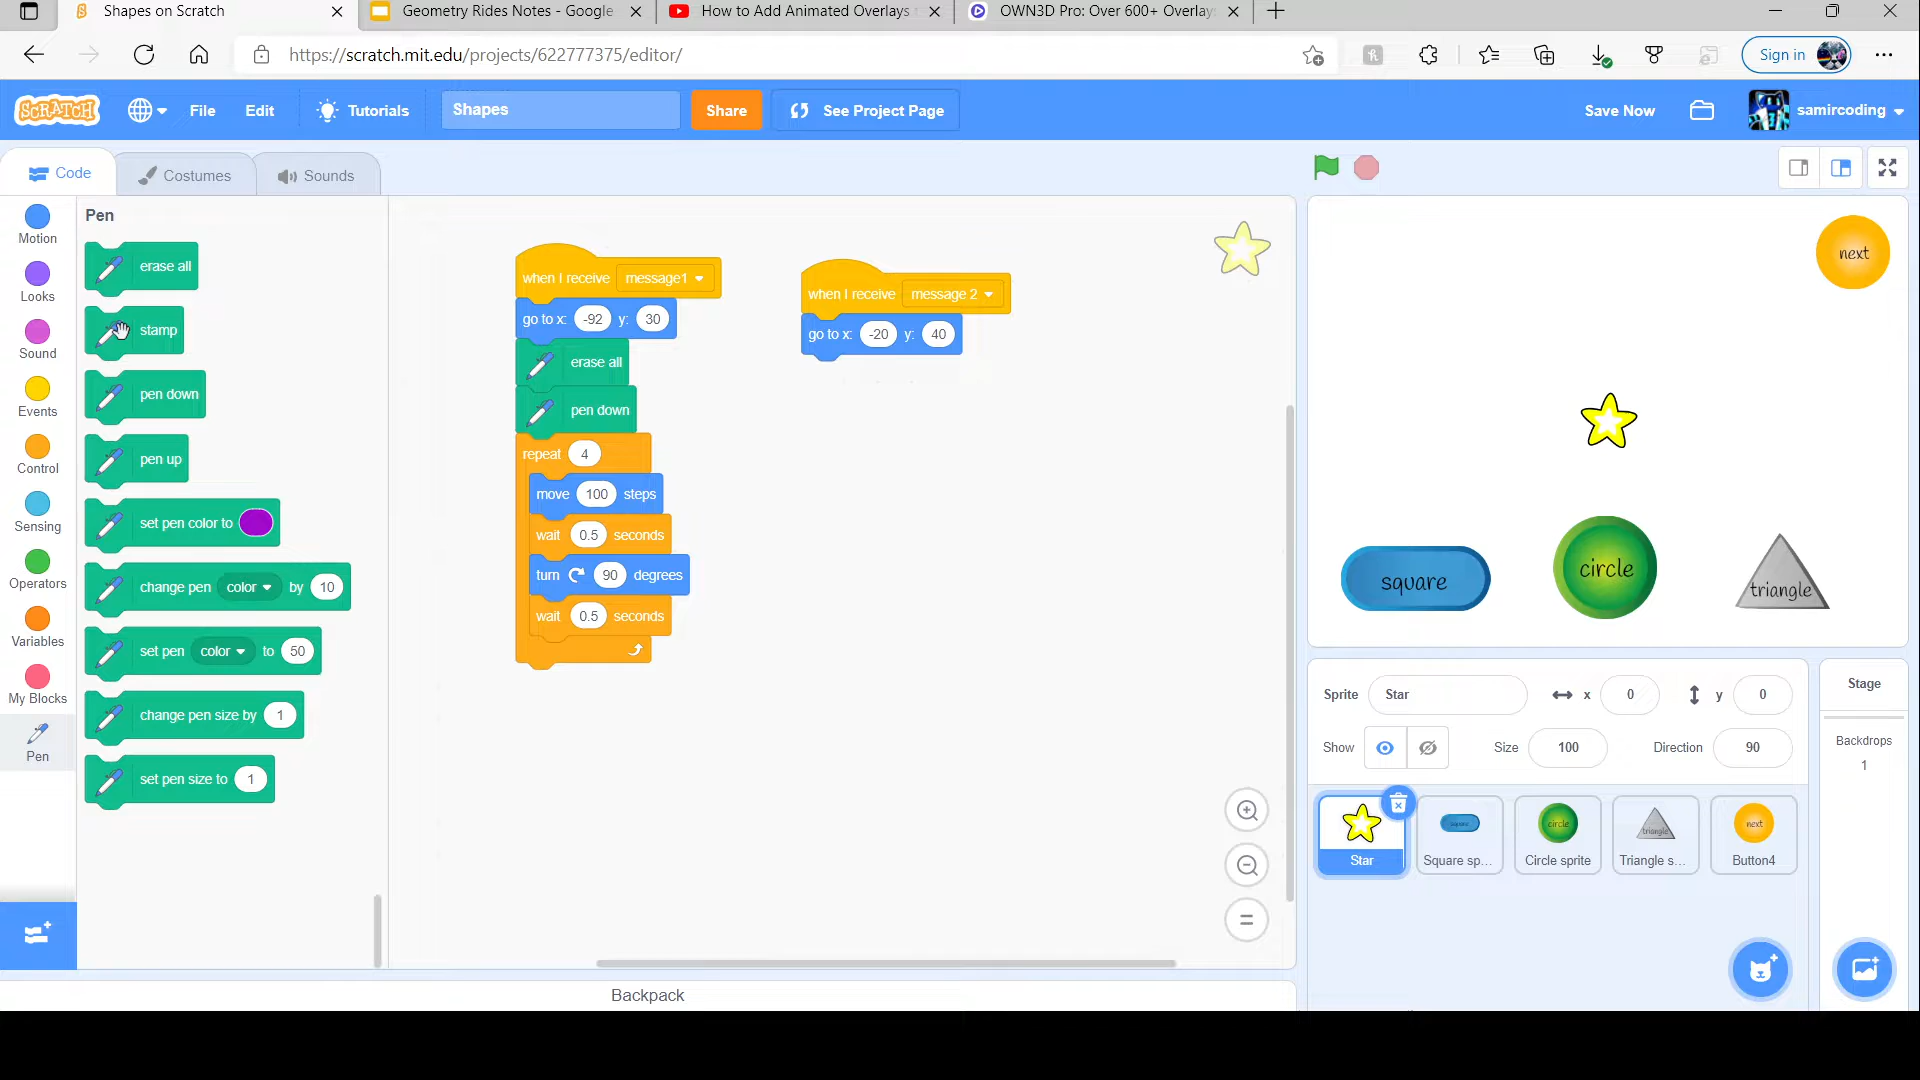 Shapes on Scratch
Geometry Rides Notes - Google
How to Add Animated Overlays
OWN3D Pro: Over 600+ Overlay
https://scratch.mit.edu/projects/622777375/editor/
Sign in
SCRATCH
File
Edit
Tutorials
Shapes
Share
See Project Page
Save Now
samircoding
Code
Costumes
Sounds
Motion
Looks
Sound
Events
Control
Sensing
Operators
Variables
My Blocks
Pen
Pen
erase all
stamp
pen down
pen up
set pen color to
change pen color by 10
set pen color to 50
change pen size by 1
set pen size to 1
when I receive message1
go to x: -92 y: 30
erase all
pen down
repeat 4
move 100 steps
wait 0.5 seconds
turn 90 degrees
wait 0.5 seconds
when I receive message 2
go to x: -20 y: 40
next
square
circle
triangle
Sprite Star x 0 y 0
Show Size 100 Direction 90
Star
Square sp...
Circle sprite
Triangle s...
Button4
square
circle
triangle
next
Stage
Backdrops
1
Backpack